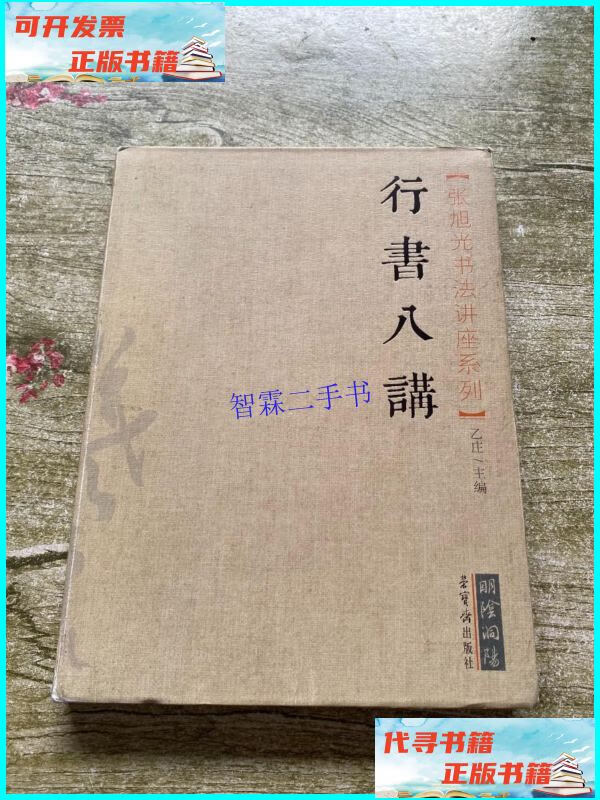 可开发票
正版书籍
【张旭光书法讲座系列】
行書八講
乙庄/主编
智霖二手书
荣寳斋出版社
代寻书籍
正版书籍